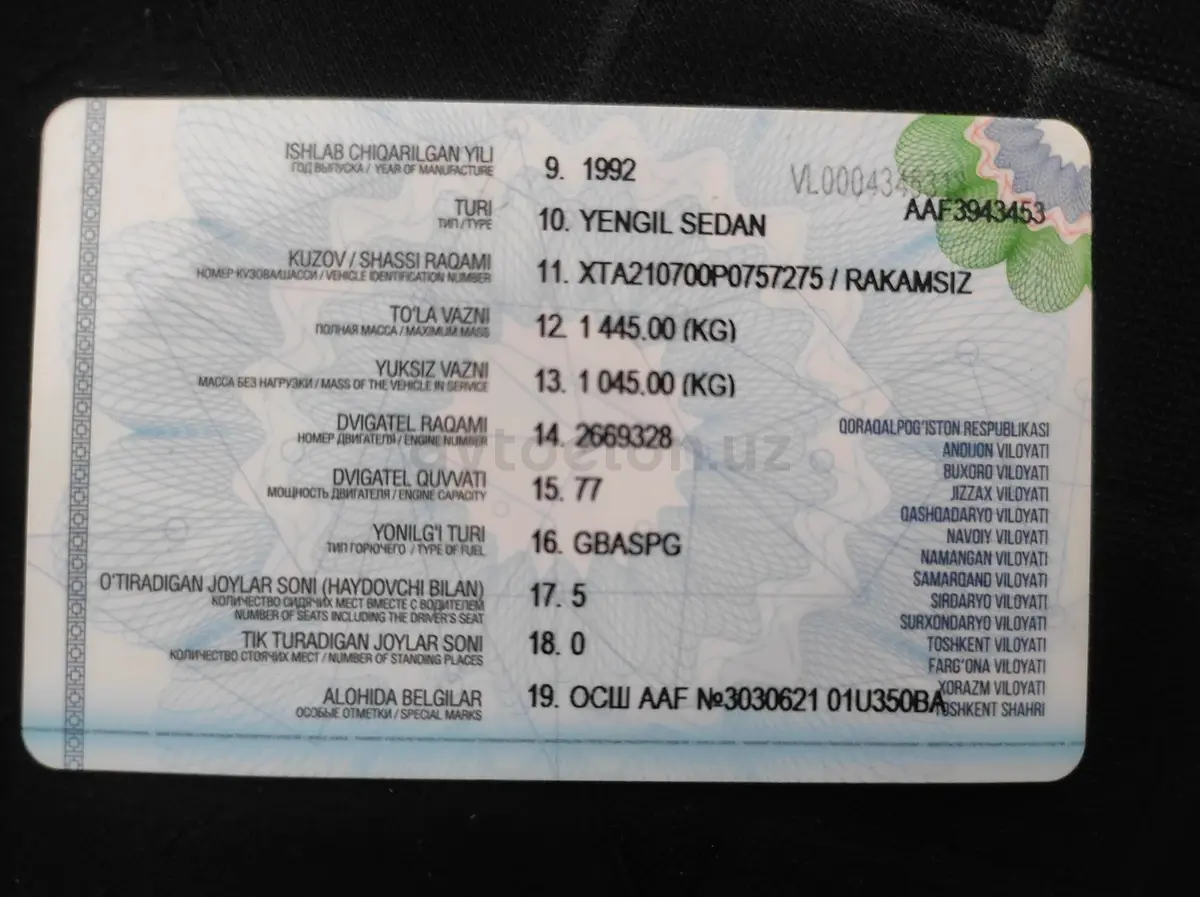 ISHLAB CHIQARILGAN YILI
ГОД ВЫПУСКА / YEAR OF MANUFACTURE
9. 1992
AAF3943453
TURI
ТИП / TYPE
10. YENGIL SEDAN
KUZOV / SHASSI RAQAMI
НОМЕР КУЗОВА/ШАССИ / VEHICLE IDENTIFICATION NUMBER
11. XTA210700P0757275 / RAKAMSIZ
TO'LA VAZNI
ПОЛНАЯ МАССА / MAXIMUM MASS
12. 1 445.00 (KG)
YUKSIZ VAZNI
МАССА БЕЗ НАГРУЗКИ / MASS OF THE VEHICLE IN SERVICE
13. 1 045.00 (KG)
DVIGATEL RAQAMI
НОМЕР ДВИГАТЕЛЯ / ENGINE NUMBER
14. 2669328
DVIGATEL QUVVATI
МОЩНОСТЬ ДВИГАТЕЛЯ / ENGINE CAPACITY
15. 77
YONILG'I TURI
ТИП ГОРЮЧЕГО / TYPE OF FUEL
16. GBASPG
O'TIRADIGAN JOYLAR SONI (HAYDOVCHI BILAN)
КОЛИЧЕСТВО СИДЯЧИХ МЕСТ ВМЕСТЕ С ВОДИТЕЛЕМ
NUMBER OF SEATS INCLUDING THE DRIVER'S SEAT
17. 5
TIK TURADIGAN JOYLAR SONI
КОЛИЧЕСТВО СТОЯЧИХ МЕСТ / NUMBER OF STANDING PLACES
18. 0
ALOHIDA BELGILAR
ОСОБЫЕ ОТМЕТКИ / SPECIAL MARKS
19. ОСШ AAF №3030621 01U350BA
QORAQALPOG'ISTON RESPUBLIKASI
ANDIJON VILOYATI
BUXORO VILOYATI
JIZZAX VILOYATI
QASHQADARYO VILOYATI
NAVOIY VILOYATI
NAMANGAN VILOYATI
SAMARQAND VILOYATI
SIRDARYO VILOYATI
SURXONDARYO VILOYATI
TOSHKENT VILOYATI
FARG'ONA VILOYATI
XORAZM VILOYATI
TOSHKENT SHAHRI
avtoelon.uz